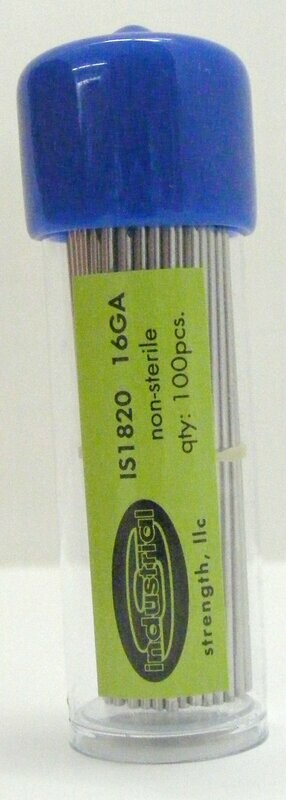 IS1820 16GA
non-sterile
qty: 100pcs.
industrial
strength, llc